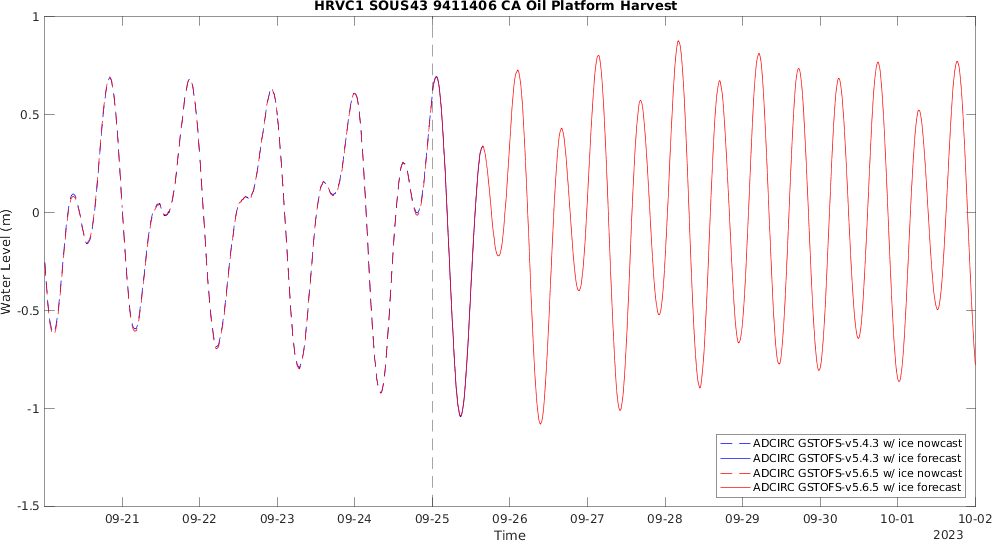 HRVC1 SOUS43 9411406 CA Oil Platform Harvest
1
0.5
0
-0.5
-1
-1.5
Water Level (m)
ADCIRC GSTOFS-v5.4.3 w/ ice nowcast
ADCIRC GSTOFS-v5.4.3 w/ ice forecast
ADCIRC GSTOFS-v5.6.5 w/ ice nowcast
ADCIRC GSTOFS-v5.6.5 w/ ice forecast
09-21 09-22 09-23 09-24 09-25 09-26 09-27 09-28 09-29 09-30 10-01 10-02
Time
2023